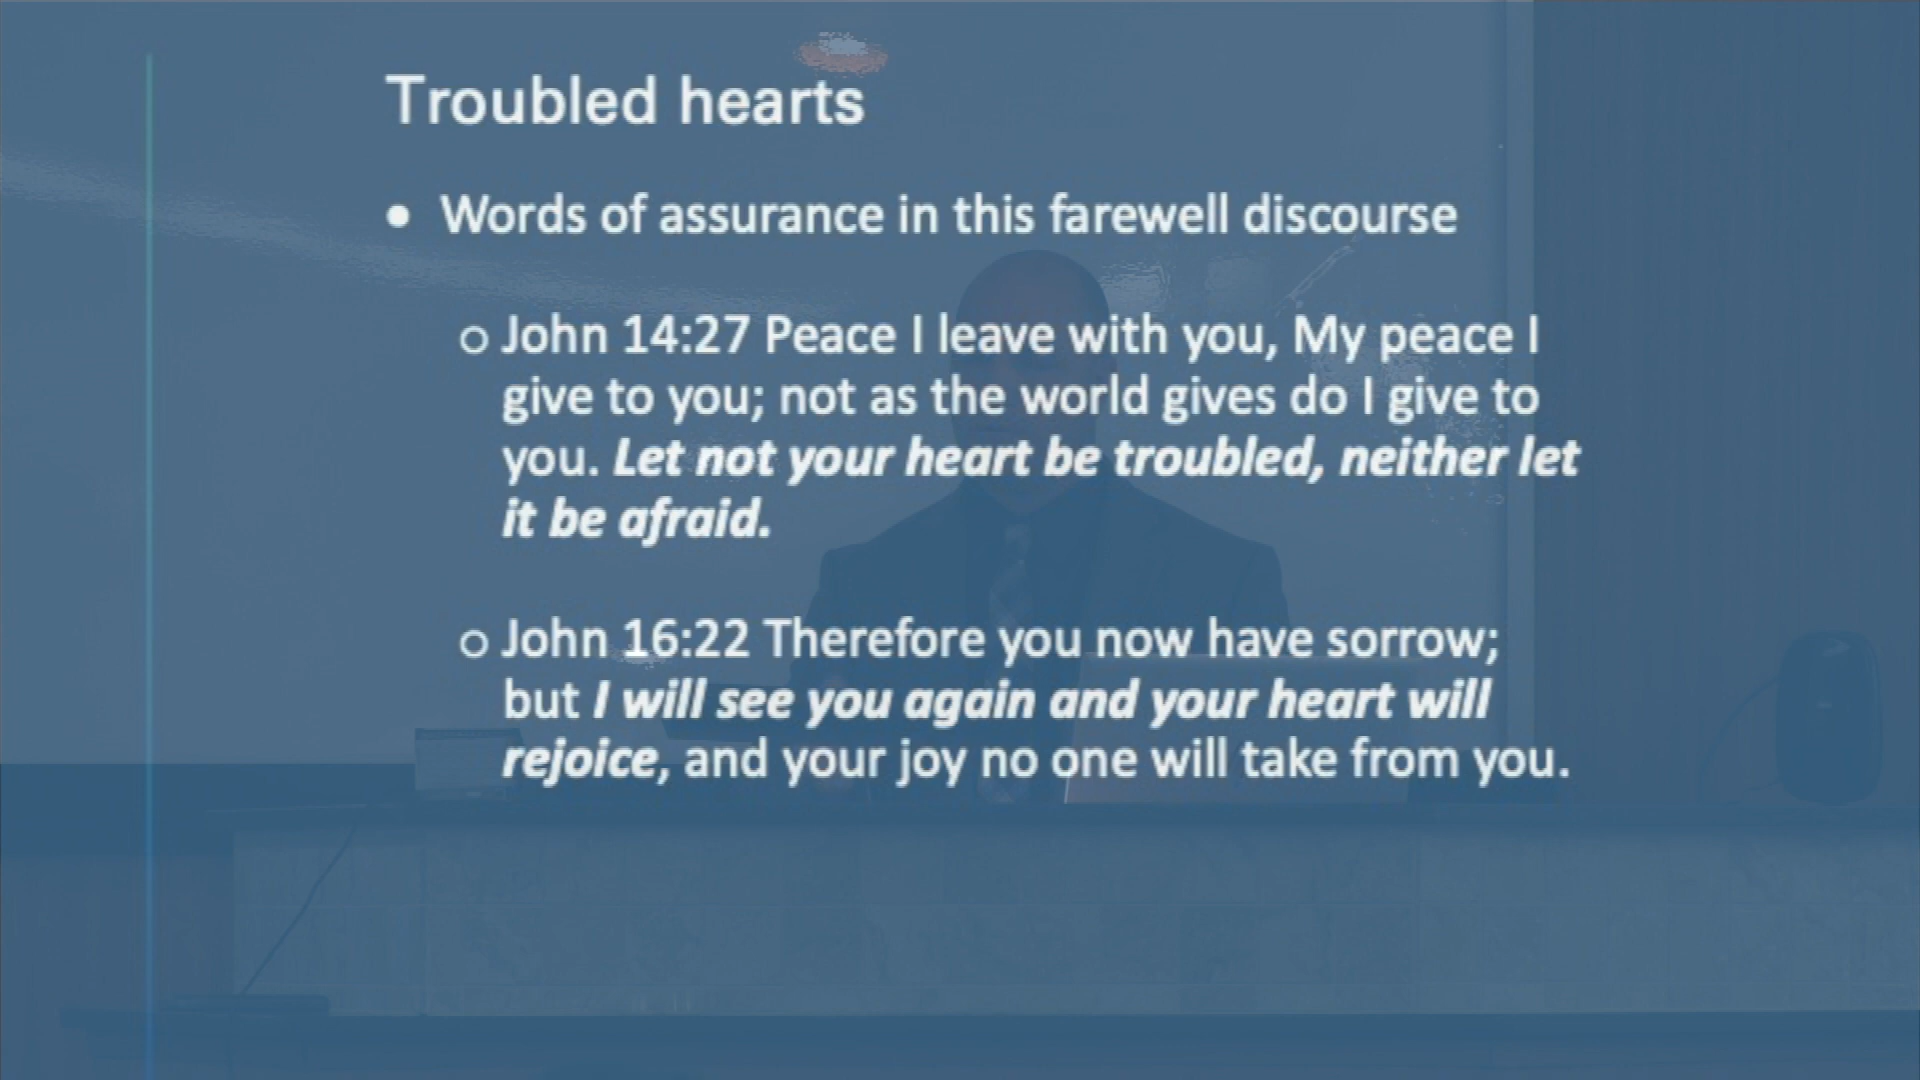 Troubled hearts
● Words of assurance in this farewell discourse
o John 14:27 Peace I leave with you, My peace I
give to you; not as the world gives do I give to
you. Let not your heart be troubled, neither let
it be afraid.
o John 16:22 Therefore you now have sorrow;
but I will see you again and your heart will
rejoice, and your joy no one will take from you.